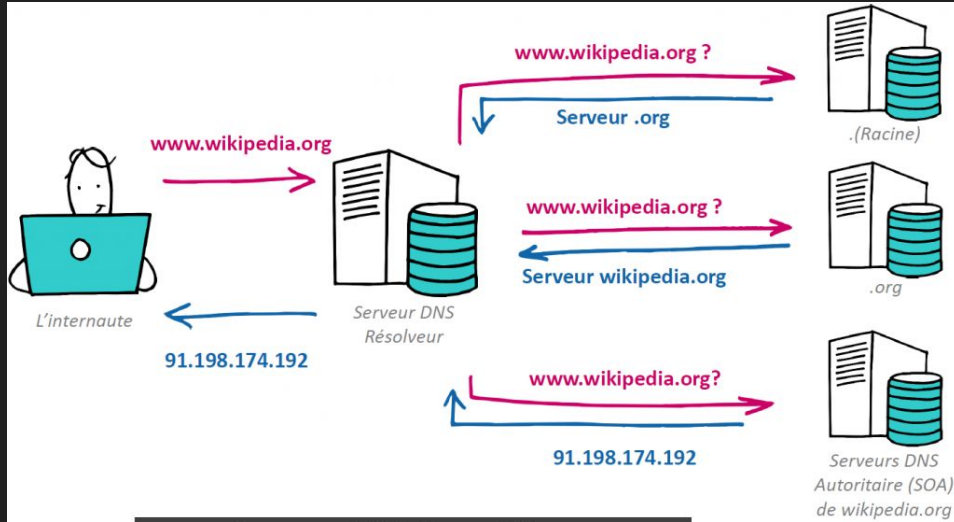 www.wikipedia.org ?
Serveur .org
.(Racine)
www.wikipedia.org
www.wikipedia.org ?
Serveur wikipedia.org
.org
L'internaute
Serveur DNS
Résolveur
91.198.174.192
www.wikipedia.org?
91.198.174.192
Serveurs DNS
Autoritaire (SOA)
de wikipedia.org